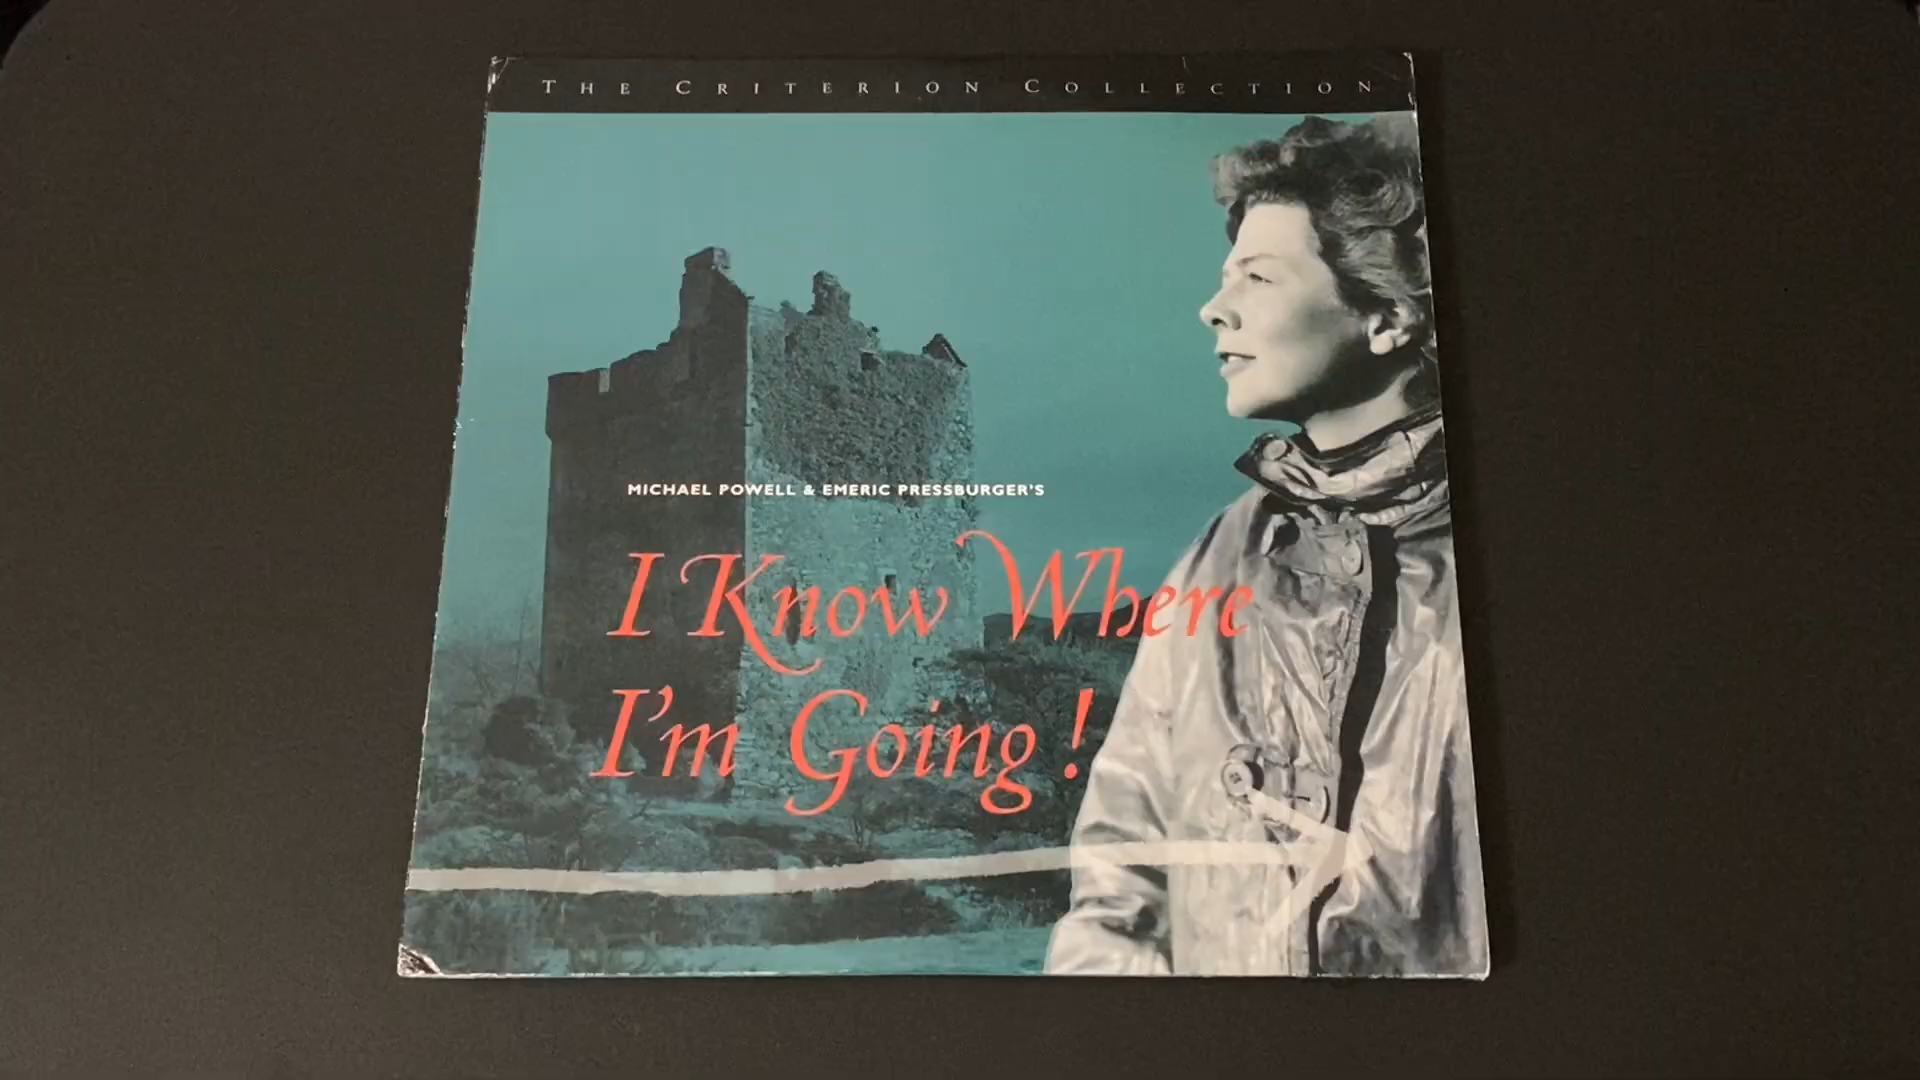 THE CRITERION COLLECTION
MICHAEL POWELL & EMERIC PRESSBURGER'S
I Know Where
I'm Going!